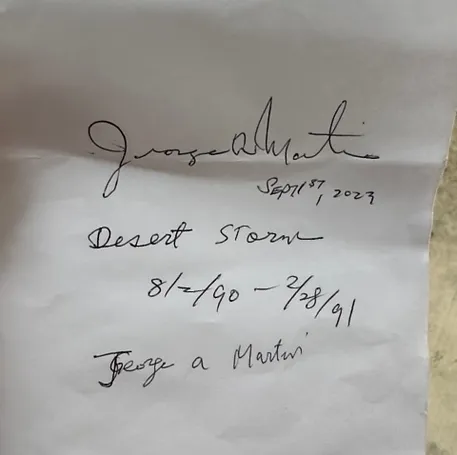 George A Martin
Sept 1st, 2023
Desert Storm
8/2/90 - 2/28/91
George a Martin